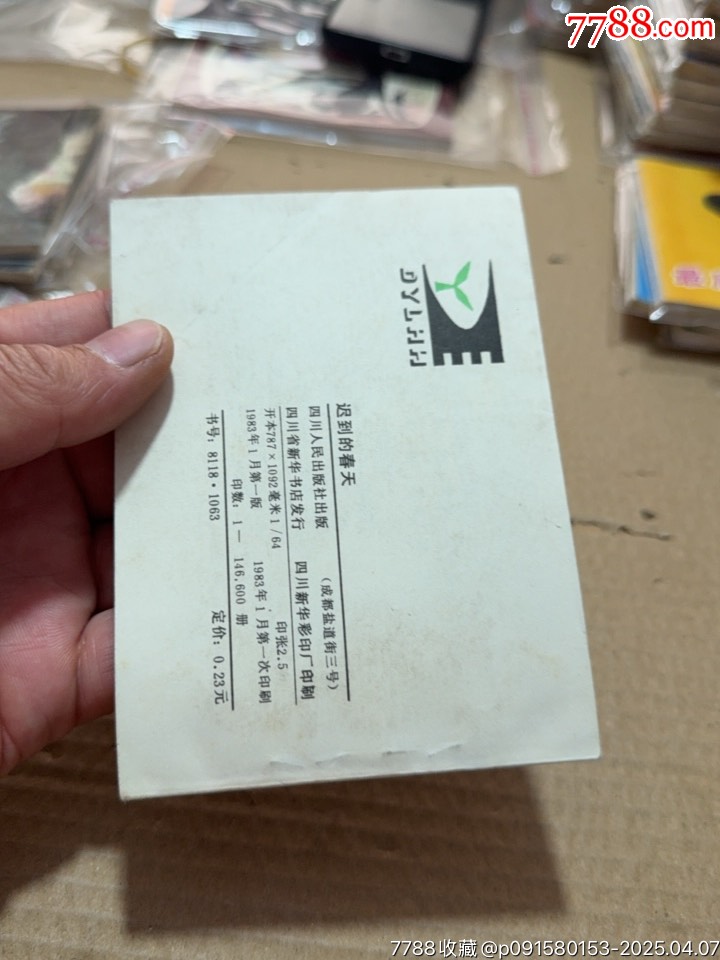 7788.com
DYLHH
迟到的春天
四川人民出版社出版 (成都盐道街三号)
四川省新华书店发行 四川新华彩印厂印刷
开本787×1092毫米1/64 印张2.5
1983年1月第一版 1983年1月第一次印刷
印数：1—146,600册
书号：8118·1063 定价：0.23元
7788收藏@p091580153-2025.04.07